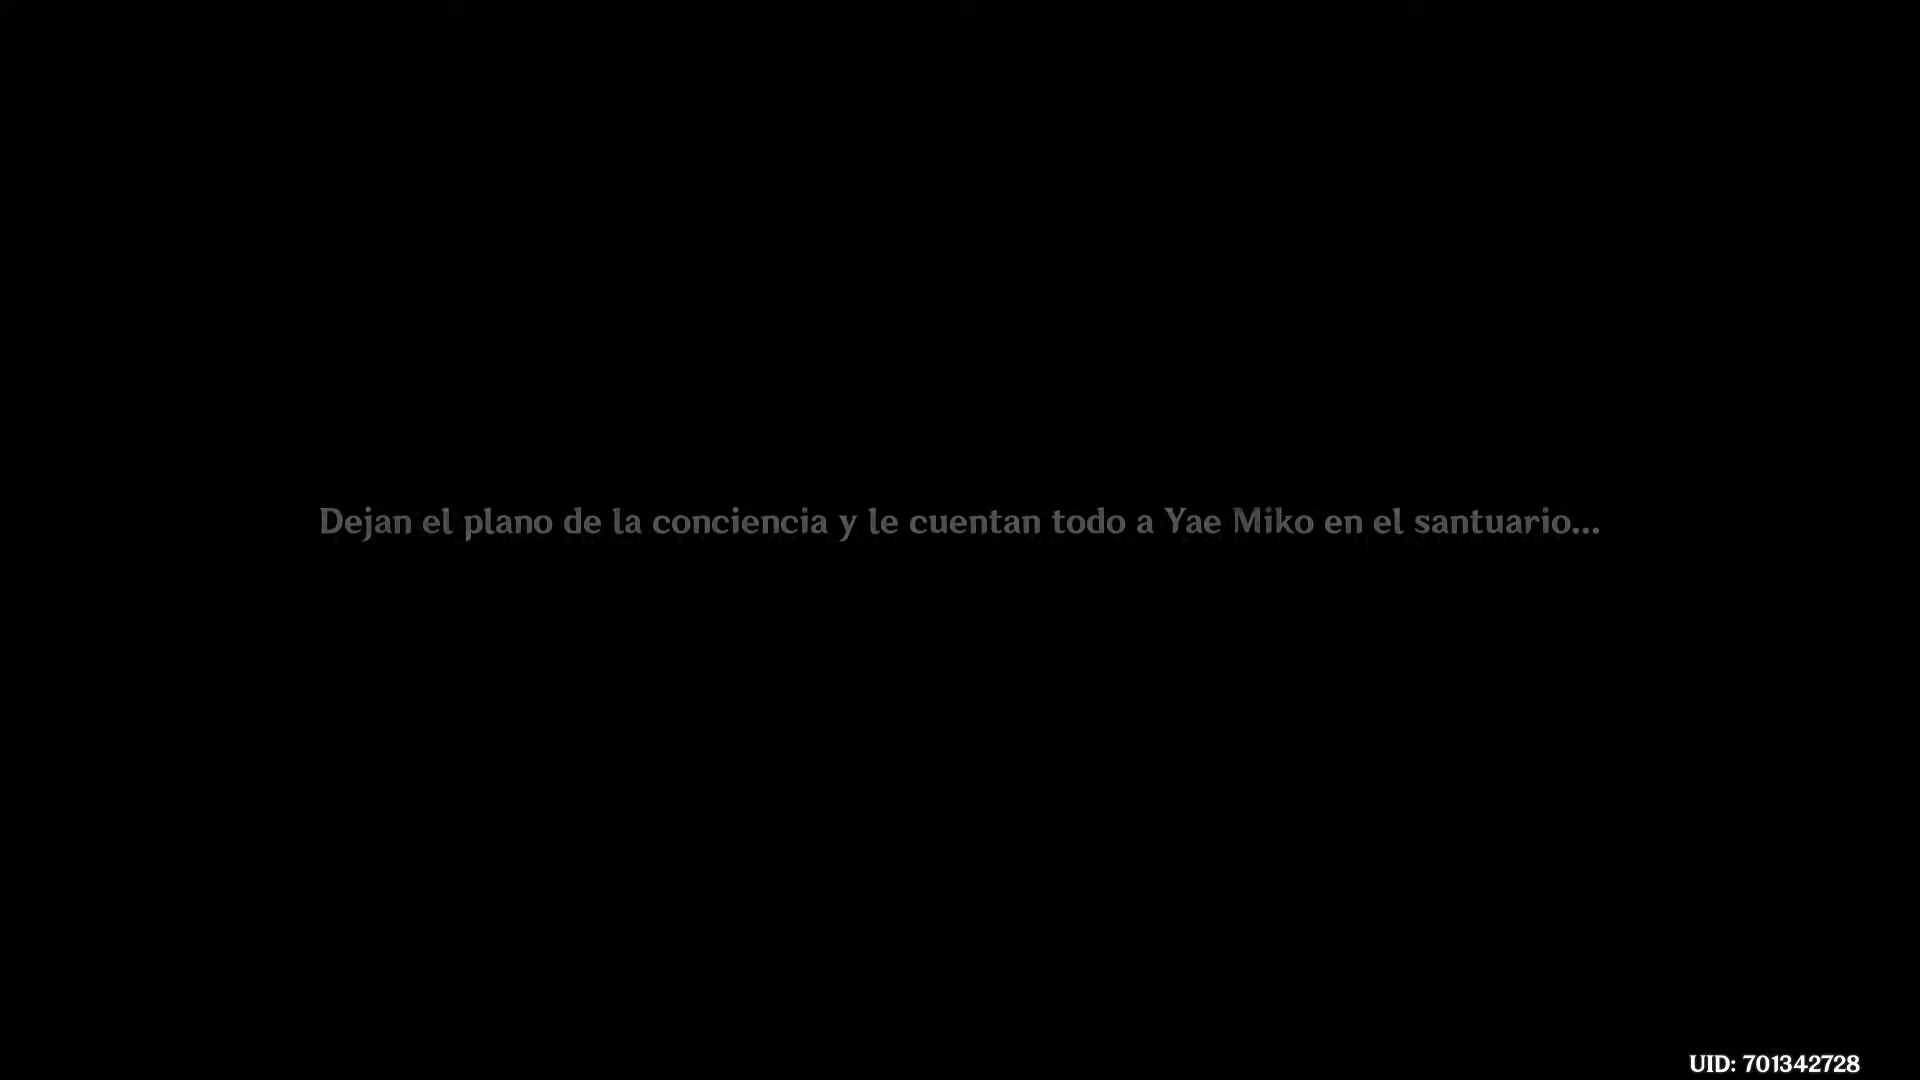 Dejan el plano de la conciencia y le cuentan todo a Yae Miko en el santuario...
UID: 701342728